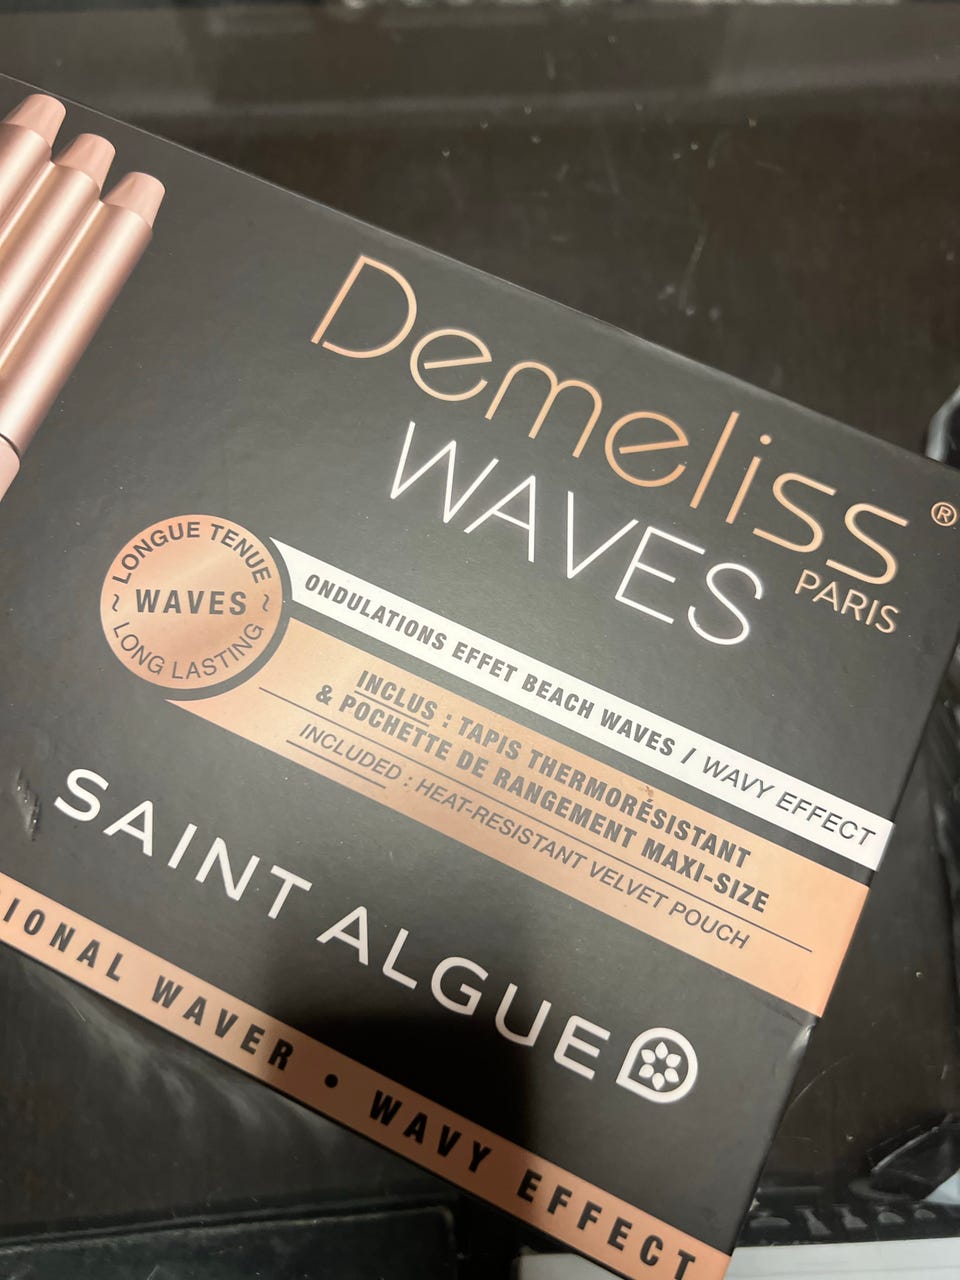 Demeliss®
WAVES PARIS
LONGUE TENUE
~ WAVES ~
LONG LASTING
ONDULATIONS EFFET BEACH WAVES / WAVY EFFECT
INCLUS : TAPIS THERMORÉSISTANT
& POCHETTE DE RANGEMENT MAXI-SIZE
INCLUDED : HEAT-RESISTANT VELVET POUCH
SAINT ALGUE
IONAL WAVER • WAVY EFFECT